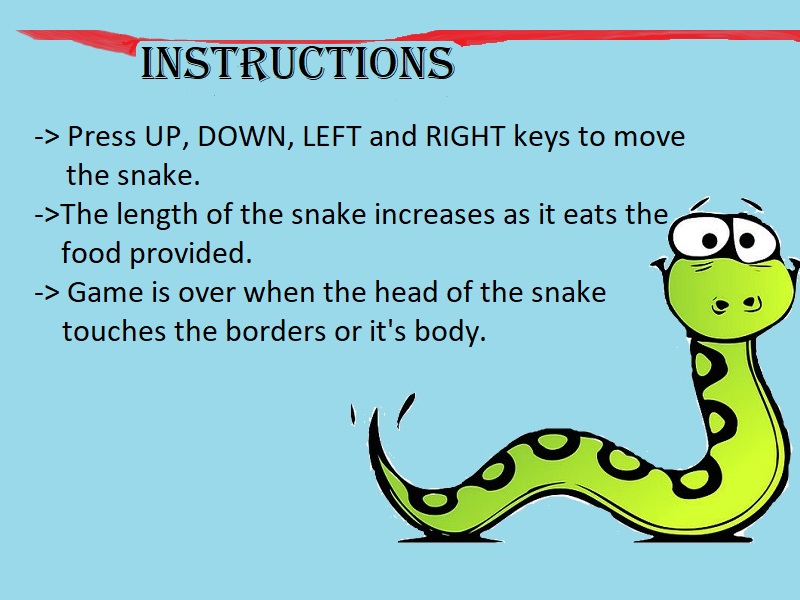 INSTRUCTIONS
-> Press UP, DOWN, LEFT and RIGHT keys to move
the snake.
->The length of the snake increases as it eats the
food provided.
-> Game is over when the head of the snake
touches the borders or it's body.